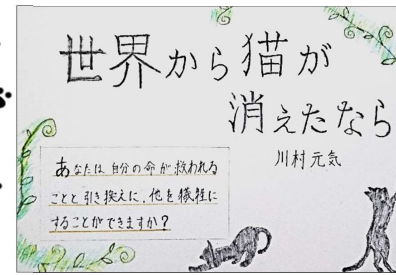 世界から猫が
消えたなら
川村元気
あなたは自分の命が救われる
ことと引き換えに、他を犠牲に
することができますか？